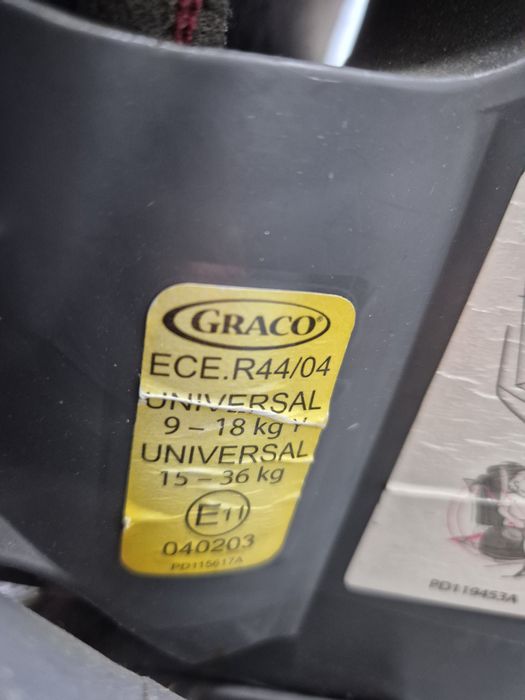 GRACO®
ECE.R44/04
UNIVERSAL
9 – 18 kg Y
UNIVERSAL
15 – 36 kg
E11
040203
PD115617A
PD119453A